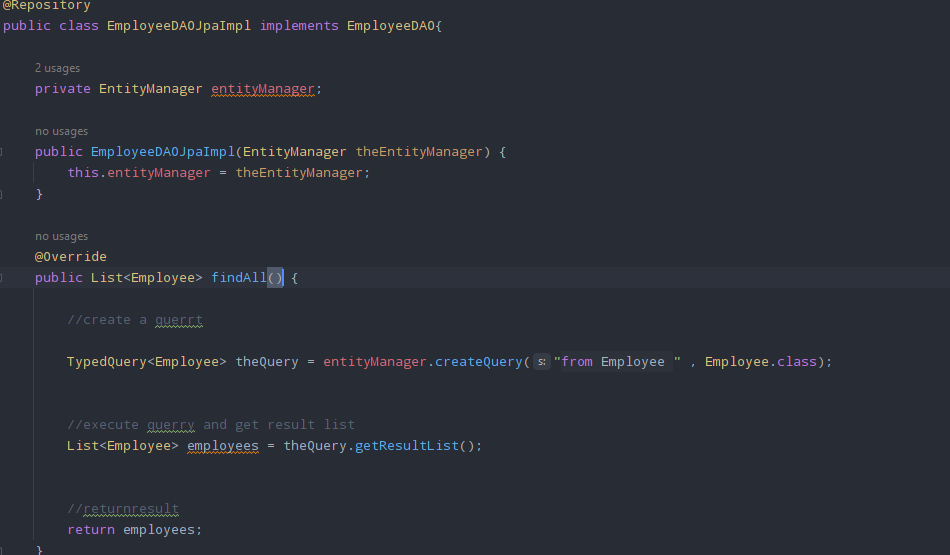 @Repository
public class EmployeeDAOJpaImpl implements EmployeeDAO{
2 usages
private EntityManager entityManager;
no usages
public EmployeeDAOJpaImpl(EntityManager theEntityManager) {
this.entityManager = theEntityManager;
}
no usages
@Override
public List<Employee> findAll() {
//create a querrt
TypedQuery<Employee> theQuery = entityManager.createQuery( s: "from Employee " , Employee.class);
//execute querry and get result list
List<Employee> employees = theQuery.getResultList();
//returnresult
return employees;
}